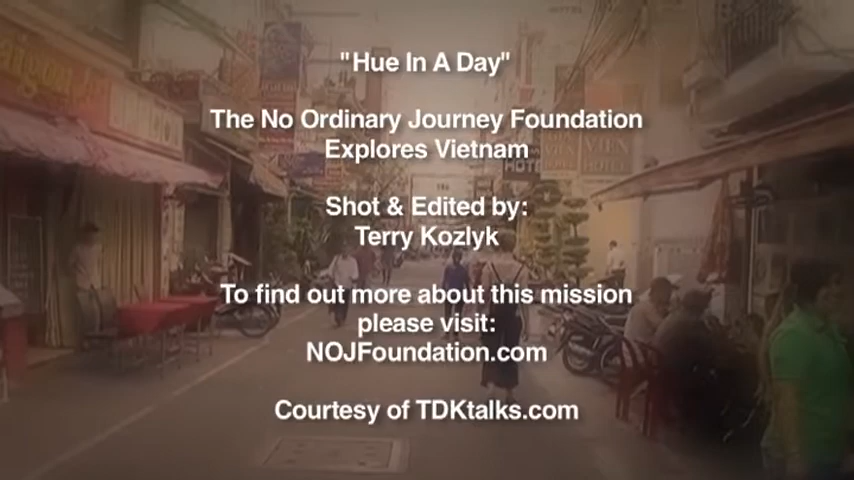 "Hue In A Day"
The No Ordinary Journey Foundation
Explores Vietnam
Shot & Edited by:
Terry Kozlyk
To find out more about this mission
please visit:
NOJFoundation.com
Courtesy of TDKtalks.com